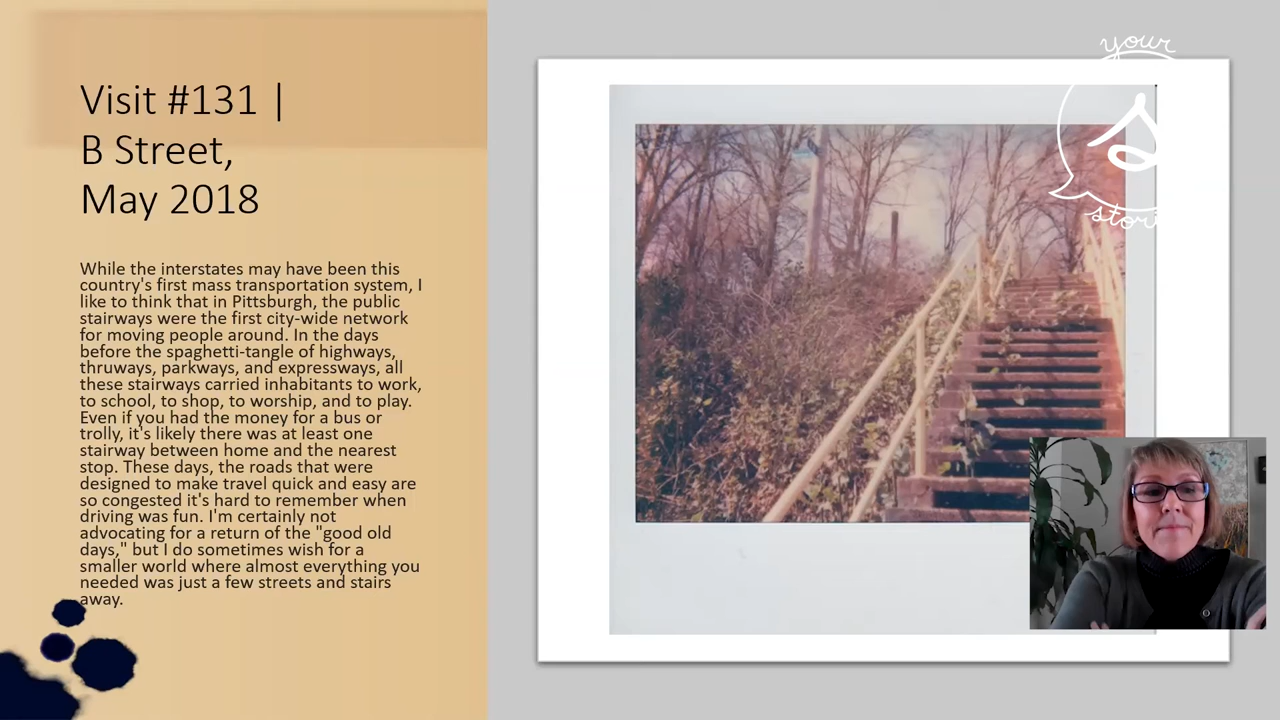 Visit #131 |
B Street,
May 2018
While the interstates may have been this
country's first mass transportation system, I
like to think that in Pittsburgh, the public
stairways were the first city-wide network
for moving people around. In the days
before the spaghetti-tangle of highways,
thruways, parkways, and expressways, all
these stairways carried inhabitants to work,
to school, to shop, to worship, and to play.
Even if you had the money for a bus or
trolly, it's likely there was at least one
stairway between home and the nearest
stop. These days, the roads that were
designed to make travel quick and easy are
so congested it's hard to remember when
driving was fun. I'm certainly not
advocating for a return of the "good old
days," but I do sometimes wish for a
smaller world where almost everything you
needed was just a few streets and stairs
away.
your
stori